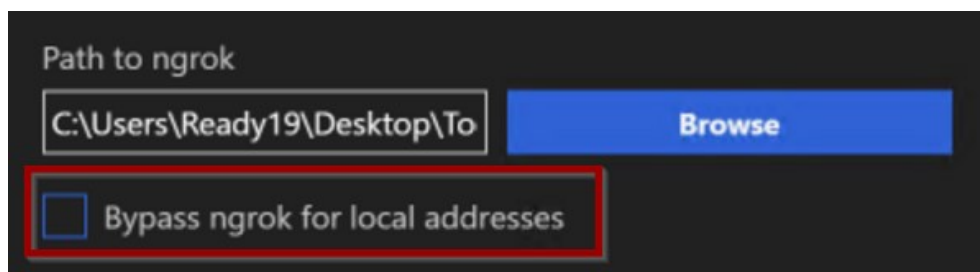 Path to ngrok
C:\Users\Ready19\Desktop\To
Browse
Bypass ngrok for local addresses